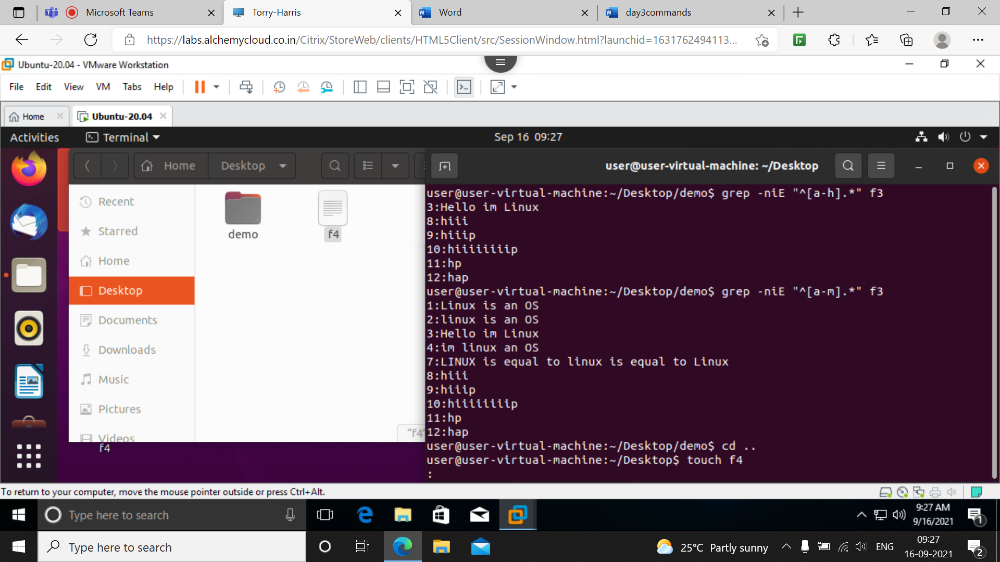 Microsoft Teams
Torry-Harris
Word
day3commands
https://labs.alchemycloud.co.in/Citrix/StoreWeb/clients/HTML5Client/src/SessionWindow.html?launchid=1631762494113...
Ubuntu-20.04 - VMware Workstation
File Edit View VM Tabs Help
Home
Ubuntu-20.04
Activities
Terminal
Sep 16 09:27
Home
Desktop
user@user-virtual-machine: ~/Desktop
Recent
Starred
Home
Desktop
Documents
Downloads
Music
Pictures
Videos
demo
f4
"f4"
f4
user@user-virtual-machine:~/Desktop/demo$ grep -niE "^[a-h].*" f3
3:Hello im Linux
8:hiii
9:hiiip
10:hiiiiiiiip
11:hp
12:hap
user@user-virtual-machine:~/Desktop/demo$ grep -niE "^[a-m].*" f3
1:Linux is an OS
2:linux is an OS
3:Hello im Linux
4:im linux an OS
7:LINUX is equal to linux is equal to Linux
8:hiii
9:hiiip
10:hiiiiiiiip
11:hp
12:hap
user@user-virtual-machine:~/Desktop/demo$ cd ..
user@user-virtual-machine:~/Desktop$ touch f4
:
To return to your computer, move the mouse pointer outside or press Ctrl+Alt.
Type here to search
9:27 AM
9/16/2021
1
Type here to search
25°C Partly sunny
ENG
09:27
16-09-2021
2